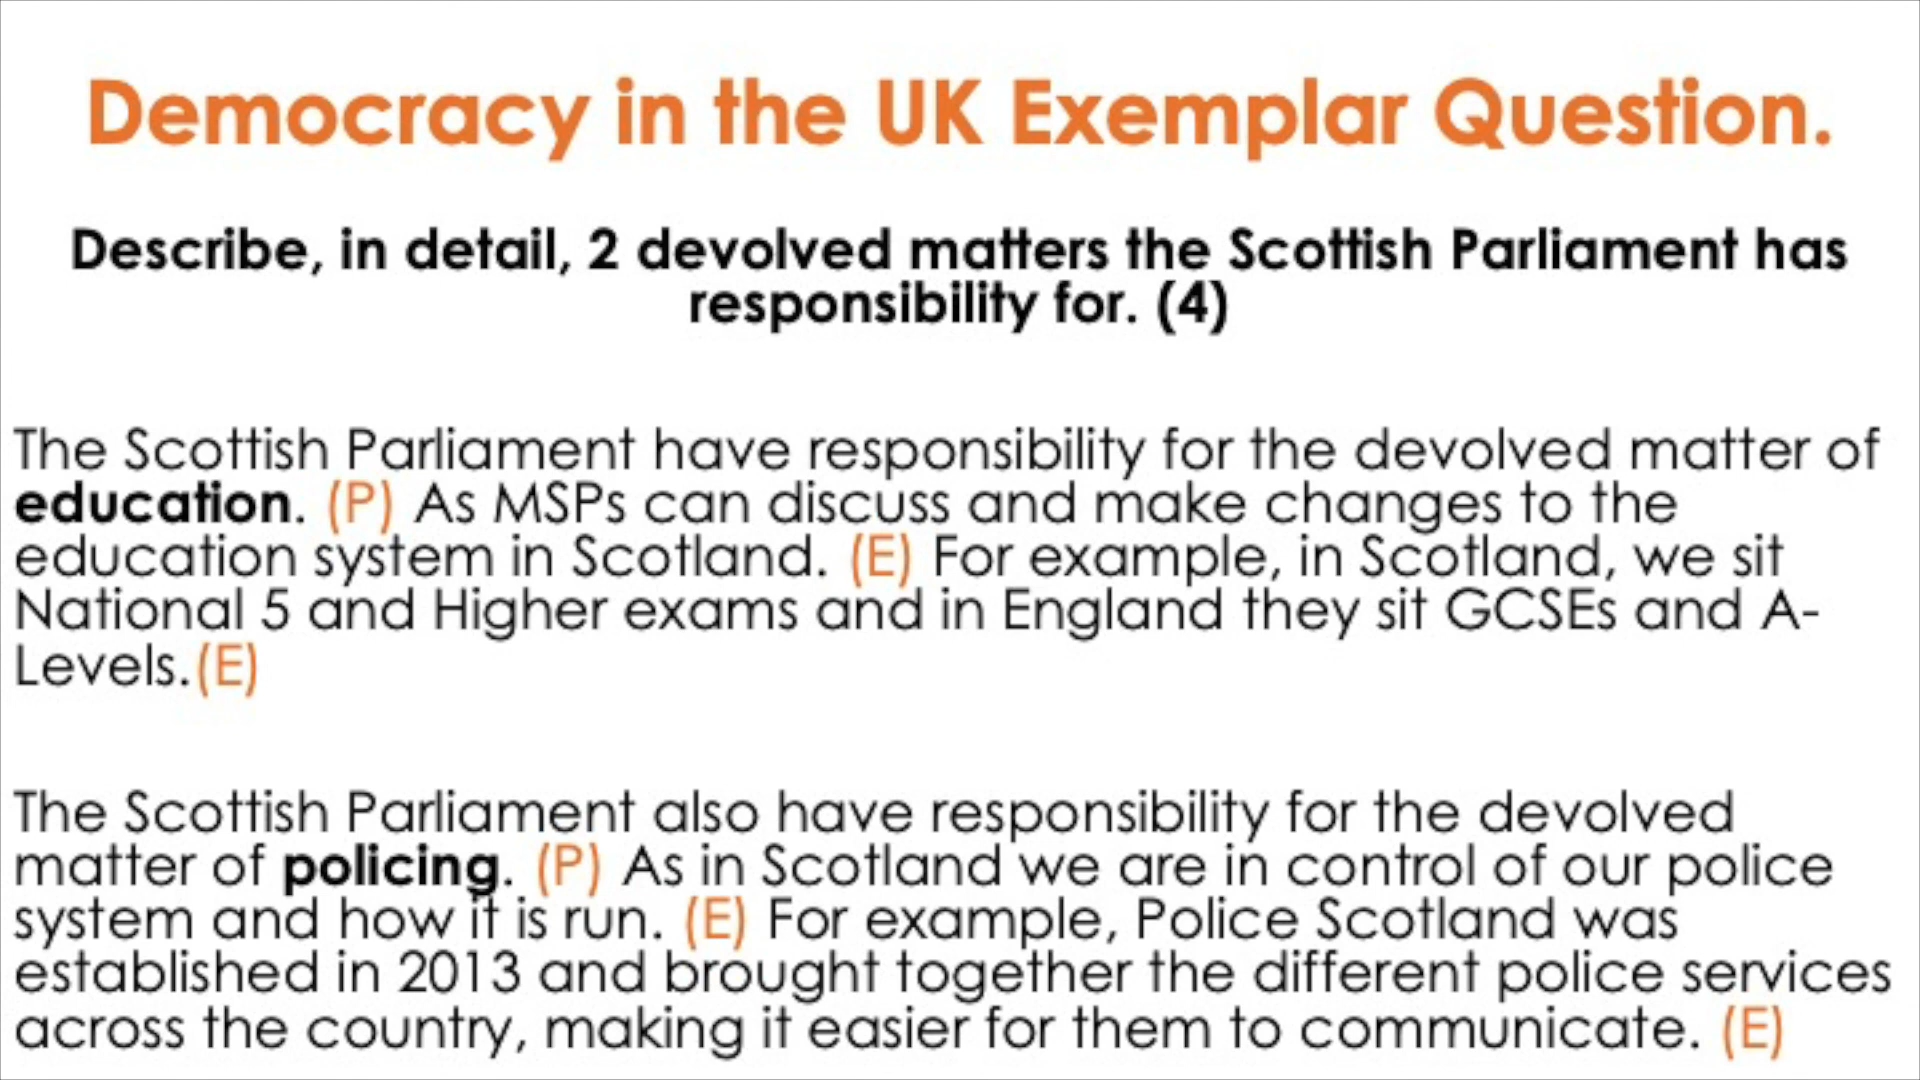 Democracy in the UK Exemplar Question.
Describe, in detail, 2 devolved matters the Scottish Parliament has
responsibility for. (4)
The Scottish Parliament have responsibility for the devolved matter of
education. (P) As MSPs can discuss and make changes to the
education system in Scotland. (E) For example, in Scotland, we sit
National 5 and Higher exams and in England they sit GCSEs and A-
Levels.(E)
The Scottish Parliament also have responsibility for the devolved
matter of policing. (P) As in Scotland we are in control of our police
system and how it is run. (E) For example, Police Scotland was
established in 2013 and brought together the different police services
across the country, making it easier for them to communicate. (E)